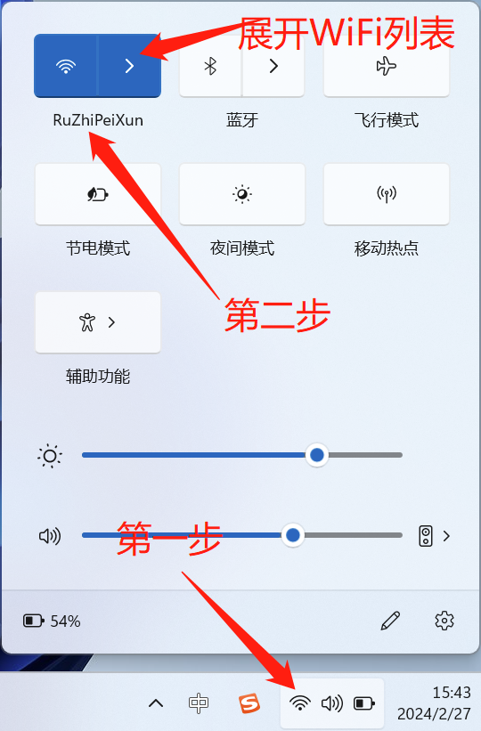 展开WiFi列表
RuZhiPeiXun
蓝牙
飞行模式
节电模式
夜间模式
移动热点
第二步
辅助功能
第一步
54%
中
S
15:43
2024/2/27